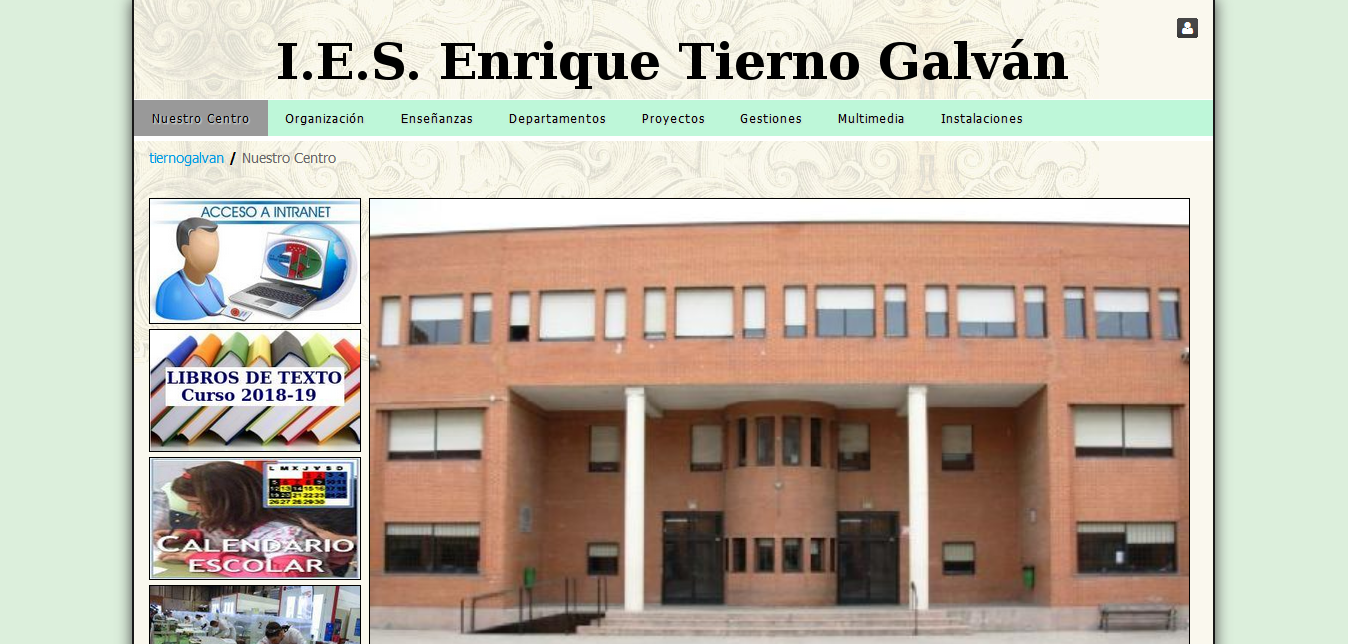 I.E.S. Enrique Tierno Galván
Nuestro Centro Organización Enseñanzas Departamentos Proyectos Gestiones Multimedia Instalaciones
tiernogalvan / Nuestro Centro
ACCESO A INTRANET
LIBROS DE TEXTO
Curso 2018-19
L M X J V S D
CALENDARIO
ESCOLAR